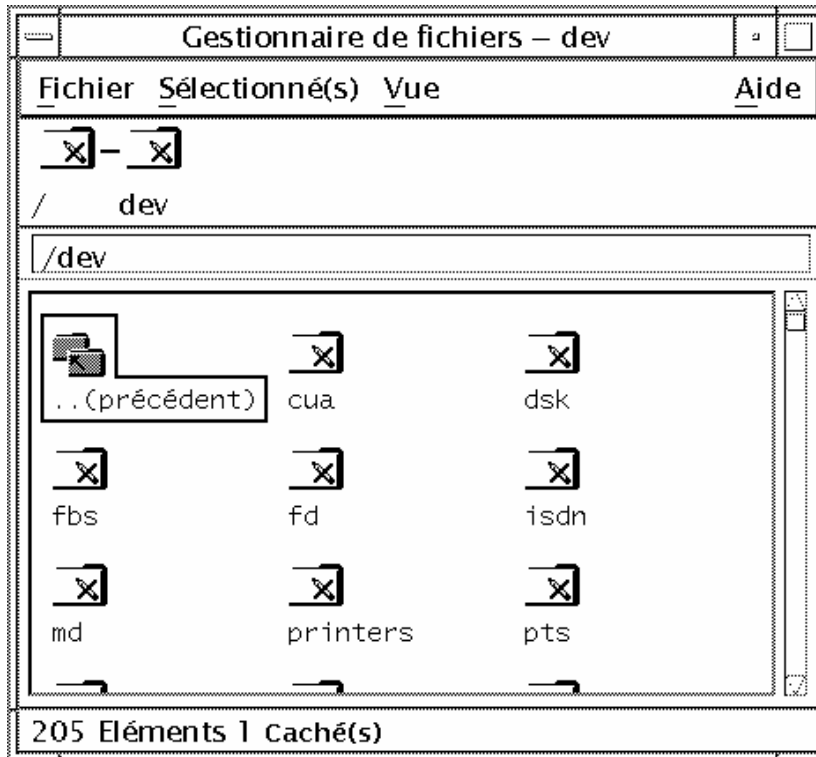 Gestionnaire de fichiers – dev
Fichier Sélectionné(s) Vue Aide
/ dev
/dev
..(précédent) cua dsk
fbs fd isdn
md printers pts
205 Eléments 1 Caché(s)